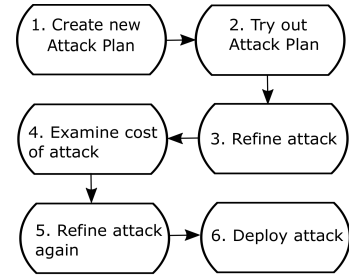 1. Create new
Attack Plan
2. Try out
Attack Plan
3. Refine attack
4. Examine cost
of attack
5. Refine attack
again
6. Deploy attack